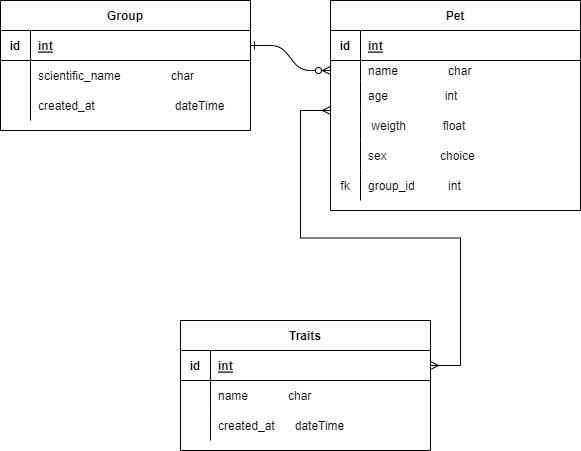 Group
id int
scientific_name char
created_at dateTime
Pet
id int
name char
age int
weigth float
sex choice
fk group_id int
Traits
id int
name char
created_at dateTime